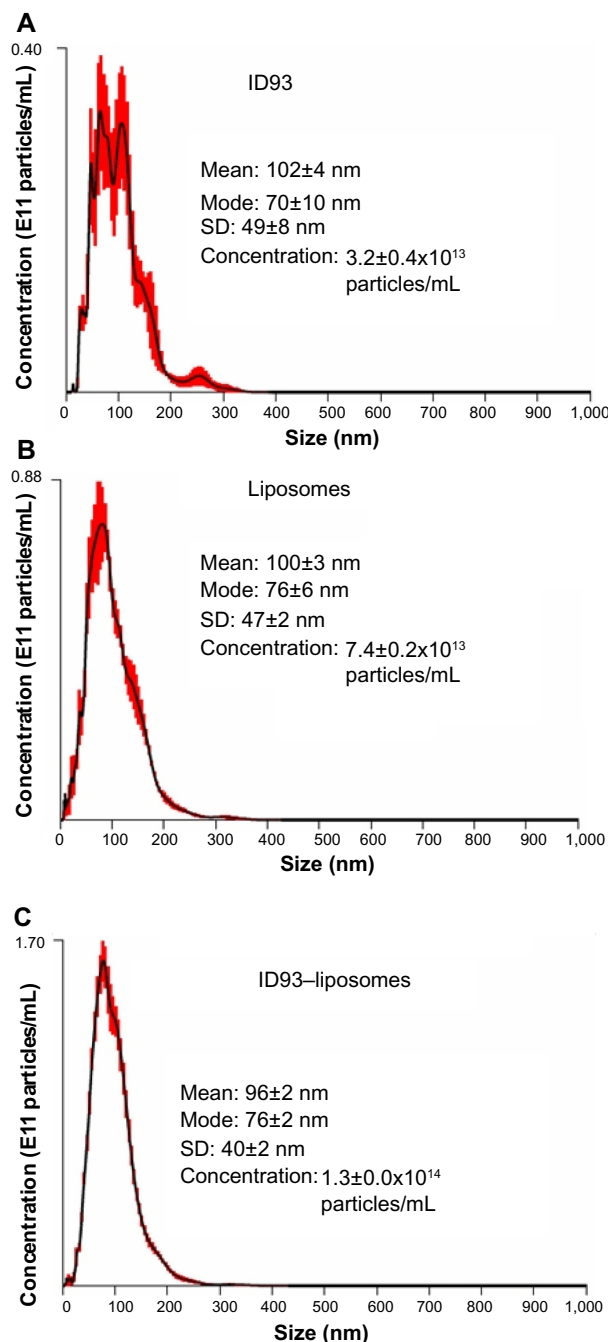 A
0.40
Concentration (E11 particles/mL)
ID93
Mean: 102±4 nm
Mode: 70±10 nm
SD: 49±8 nm
Concentration: 3.2±0.4x10¹³
particles/mL
0 100 200 300 400 500 600 700 800 900 1,000
Size (nm)
B
0.88
Concentration (E11 particles/mL)
Liposomes
Mean: 100±3 nm
Mode: 76±6 nm
SD: 47±2 nm
Concentration: 7.4±0.2x10¹³
particles/mL
0 100 200 300 400 500 600 700 800 900 1,000
Size (nm)
C
1.70
Concentration (E11 particles/mL)
ID93–liposomes
Mean: 96±2 nm
Mode: 76±2 nm
SD: 40±2 nm
Concentration: 1.3±0.0x10¹⁴
particles/mL
0 100 200 300 400 500 600 700 800 900 1,000
Size (nm)